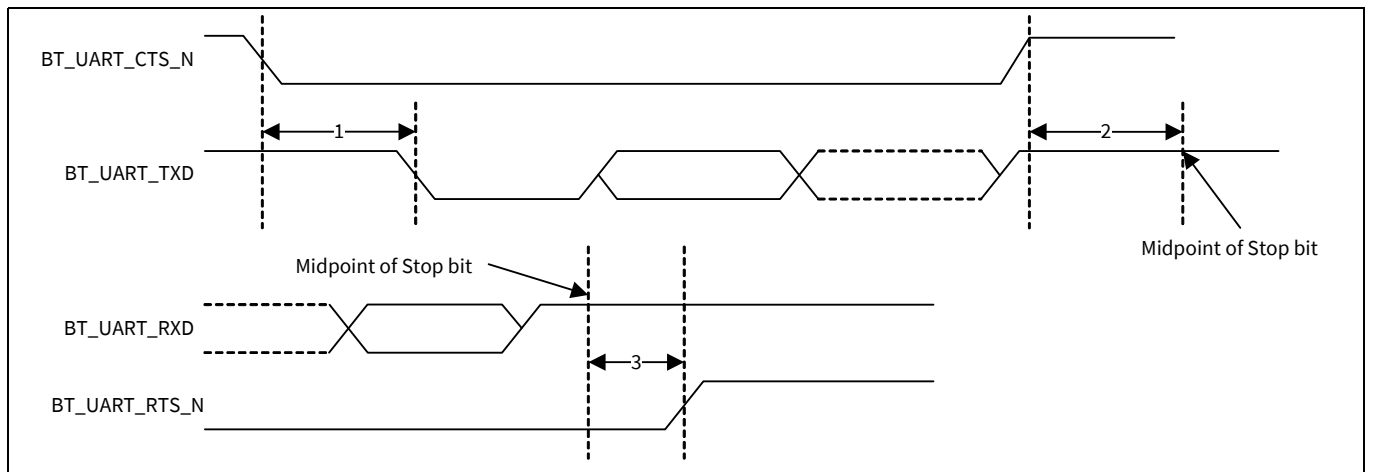 BT_UART_CTS_N
1
2
BT_UART_TXD
Midpoint of Stop bit
Midpoint of Stop bit
BT_UART_RXD
3
BT_UART_RTS_N